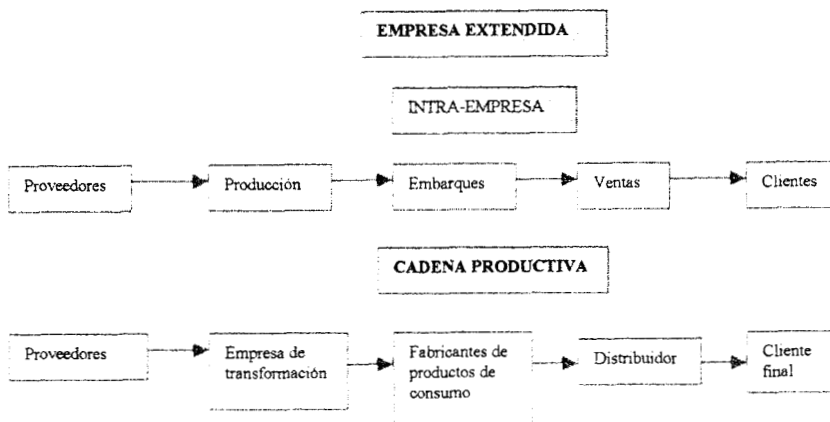 EMPRESA EXTENDIDA
INTRA-EMPRESA
Proveedores
Producción
Embarques
Ventas
Clientes
CADENA PRODUCTIVA
Proveedores
Empresa de
transformación
Fabricantes de
productos de
consumo
Distribuidor
Cliente
final